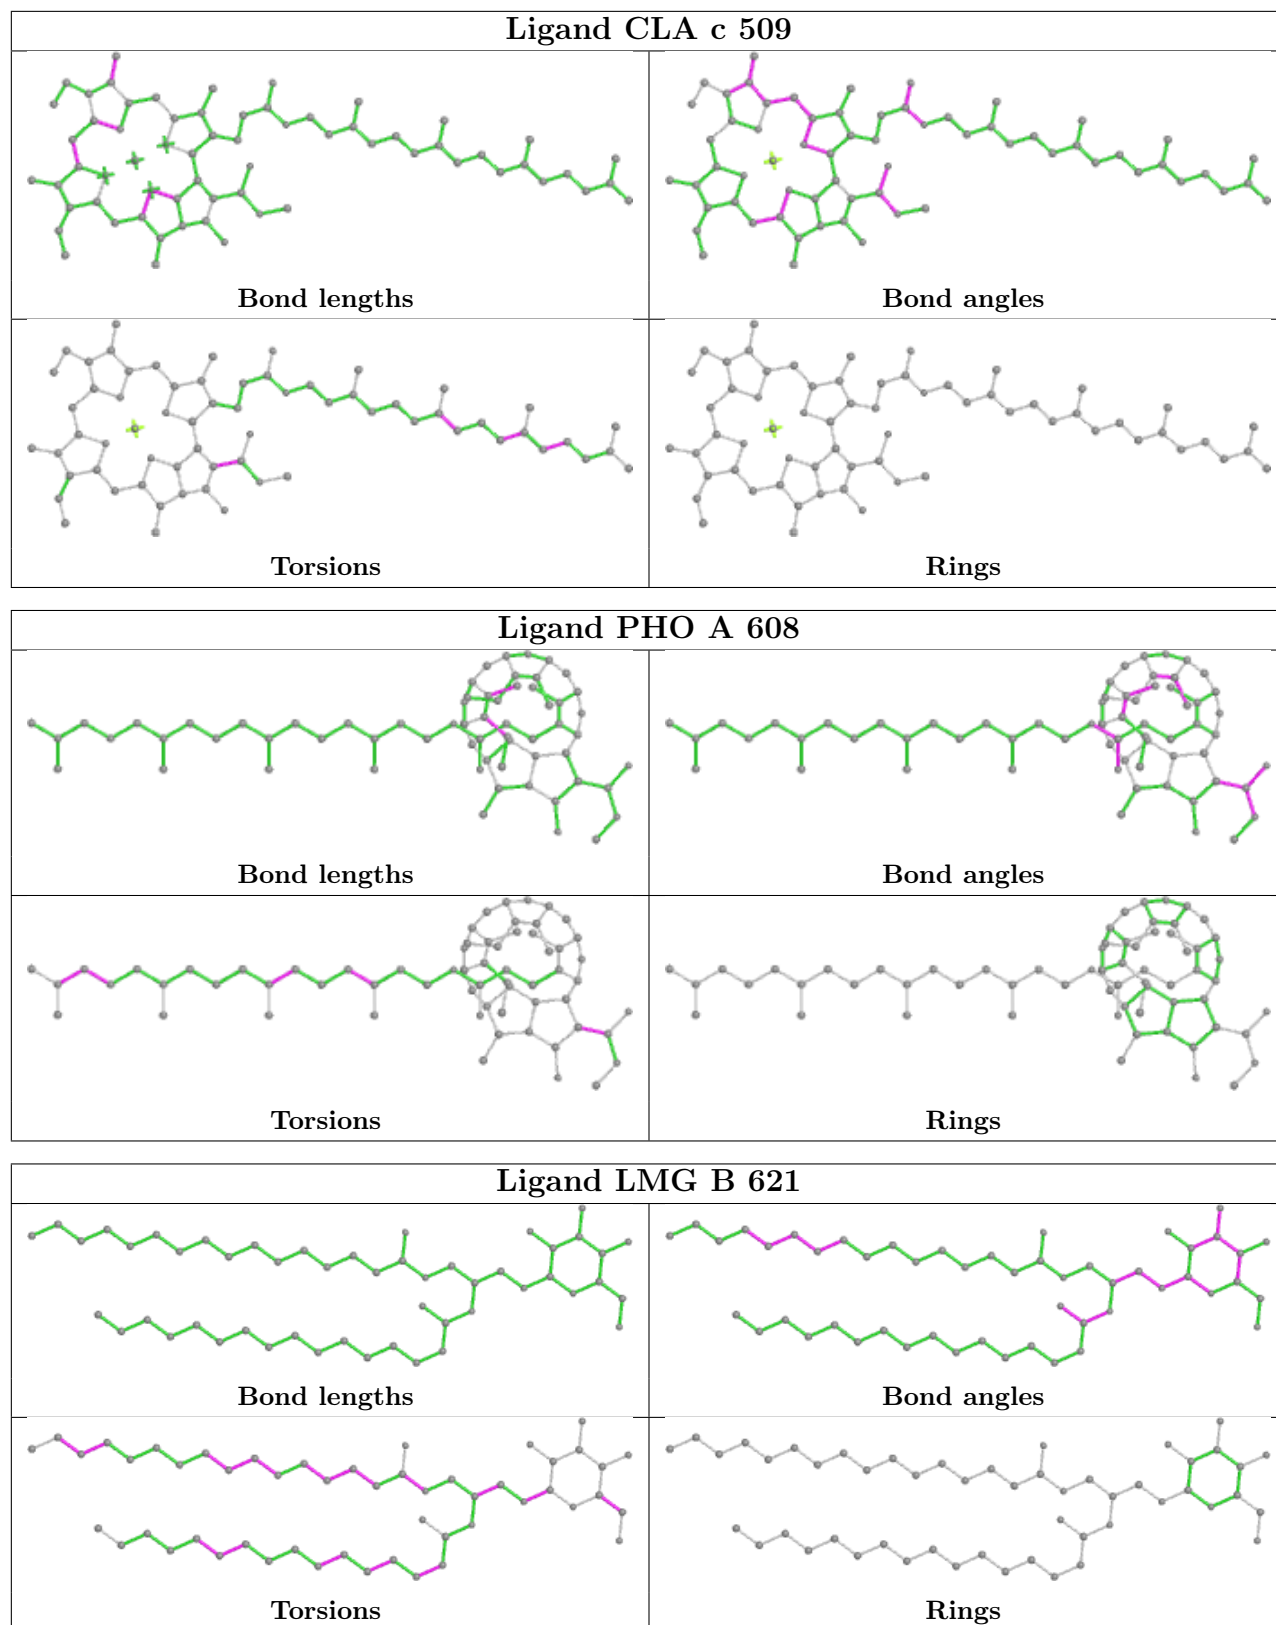 Ligand CLA c 509
Bond lengths
Bond angles
Torsions
Rings
Ligand PHO A 608
Bond lengths
Bond angles
Torsions
Rings
Ligand LMG B 621
Bond lengths
Bond angles
Torsions
Rings